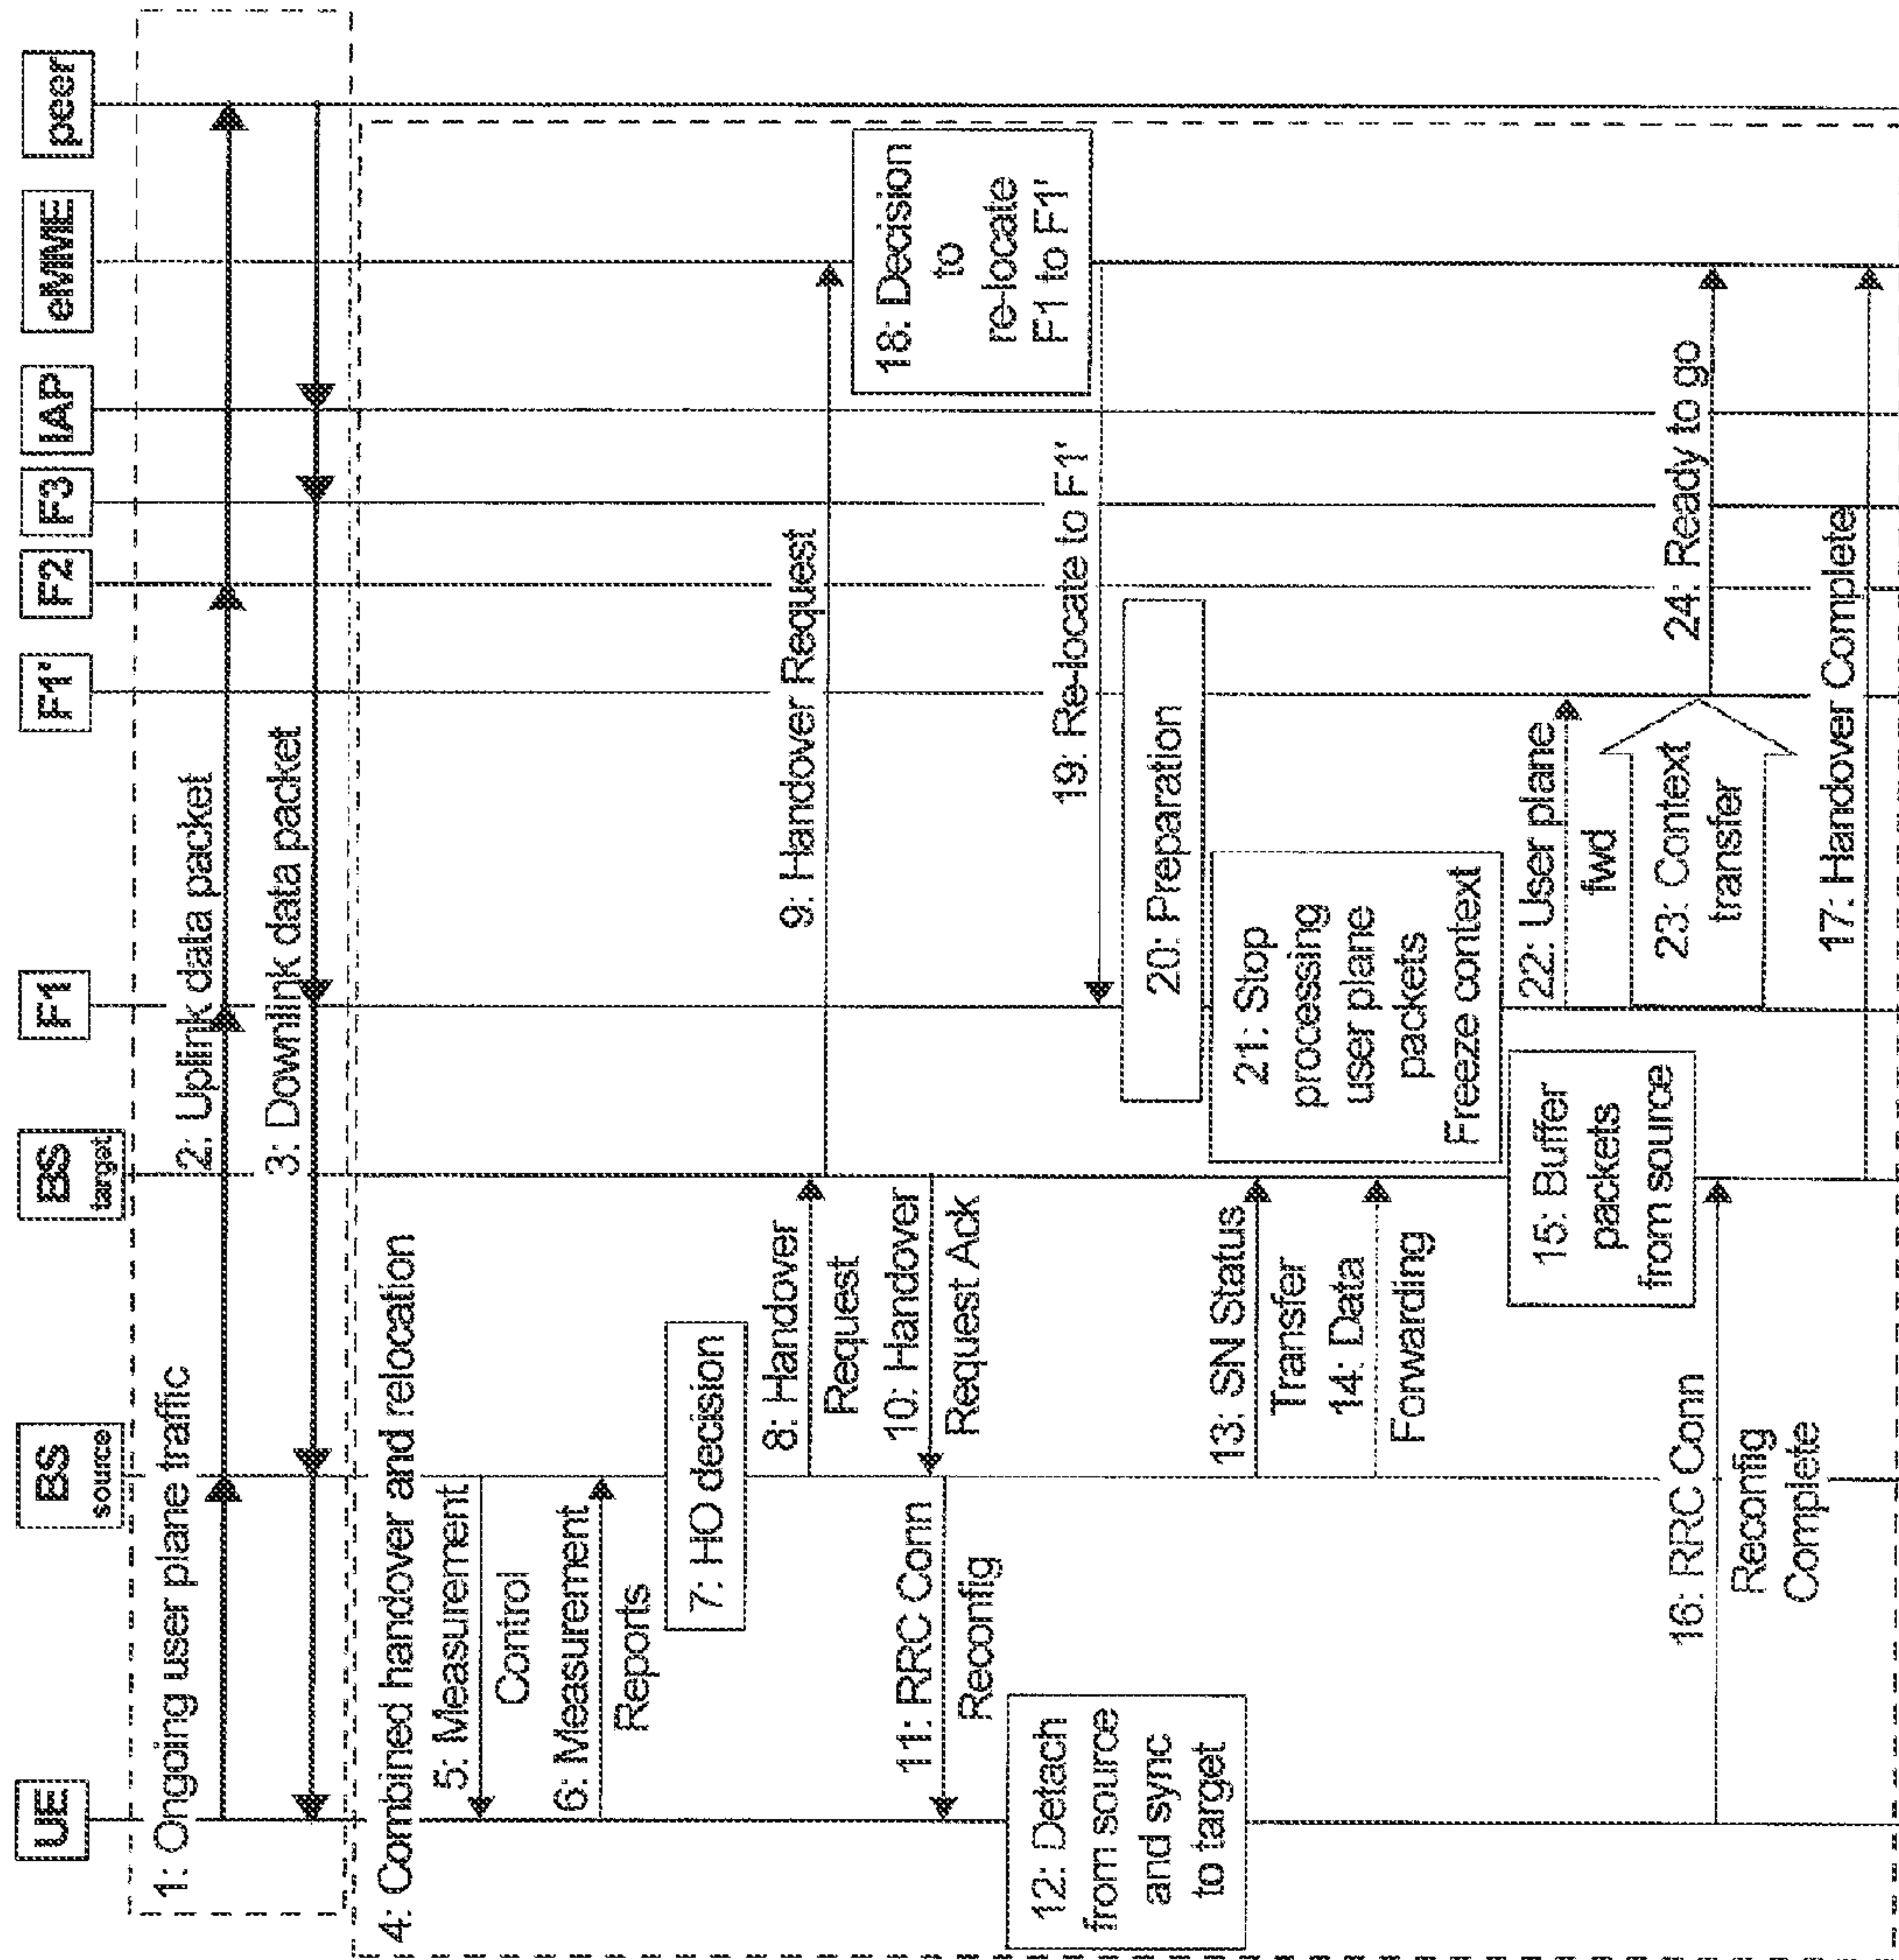 UE
BS
source
BS
target
F1
F1'
F2
F3
IAP
eMME
peer
1: Ongoing user plane traffic
2: Uplink data packet
3: Downlink data packet
4: Combined handover and relocation
5: Measurement
Control
6: Measurement
Reports
7: HO decision
8: Handover
Request
9: Handover Request
10: Handover
Request Ack
18: Decision
to
re-locate
F1 to F1'
11: RRC Conn
Reconfig
12: Detach
from source
and sync
to target
19: Re-locate to F1'
20: Preparation
13: SN Status
Transfer
14: Data
Forwarding
21: Stop
processing
user plane
packets
Freeze context
15: Buffer
packets
from source
22: User plane
fwd
23: Context
transfer
24: Ready to go
16: RRC Conn
Reconfig
Complete
17: Handover Complete